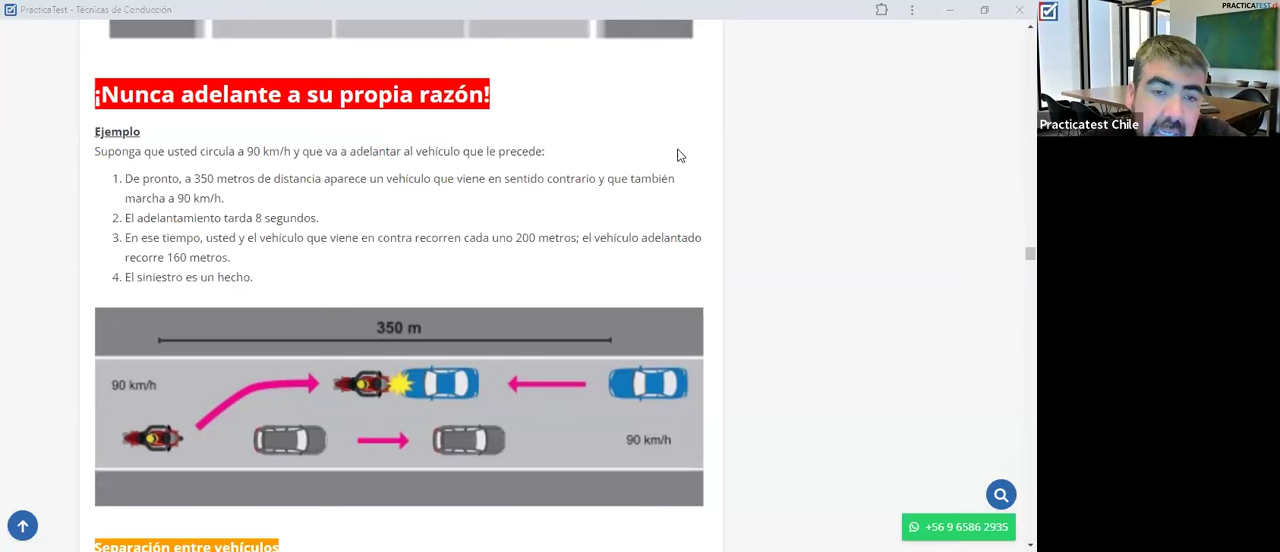 PracticaTest - Técnicas de Conducción
PRACTICATEST
¡Nunca adelante a su propia razón!
Practicatest Chile
Ejemplo
Suponga que usted circula a 90 km/h y que va a adelantar al vehículo que le precede:
1. De pronto, a 350 metros de distancia aparece un vehículo que viene en sentido contrario y que también
marcha a 90 km/h.
2. El adelantamiento tarda 8 segundos.
3. En ese tiempo, usted y el vehículo que viene en contra recorren cada uno 200 metros; el vehículo adelantado
recorre 160 metros.
4. El siniestro es un hecho.
350 m
90 km/h
90 km/h
+56 9 6586 2935
Separación entre vehículos